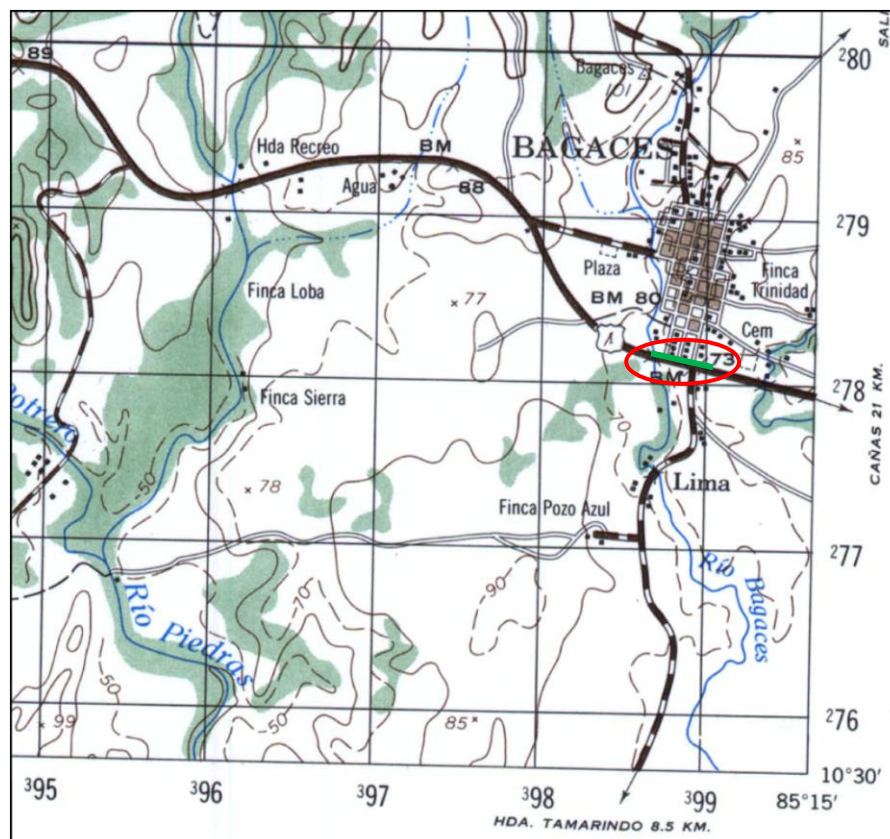 SALI
²80
89
Bagaces
101
BAGACES
85
Hda Recreo
BM
88
Agua
²79
Plaza
Finca
Trinidad
Finca Loba
77
BM 80
Cem
1
73
BM
²78
Potrero
Finca Sierra
70
CAÑAS 21 KM.
50
78
Lima
Finca Pozo Azul
²77
Río Bagaces
Río Piedras
70
90
50
50
99
85
²76
10°30'
³95
³96
³97
³98
³99
85°15'
HDA. TAMARINDO 8.5 KM.